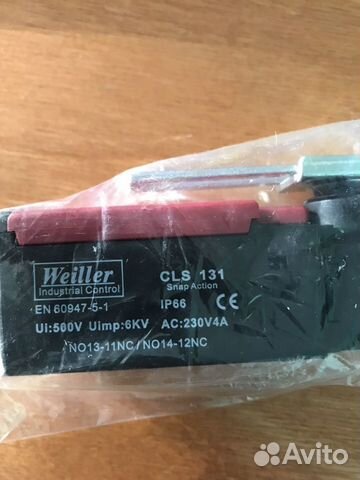 Weiller
Industrial Control
CLS 131
Snap Action
EN 60947-5-1
IP66 CE
Ui:500V Uimp:6KV AC:230V4A
NO13-11NC/NO14-12NC
Avito